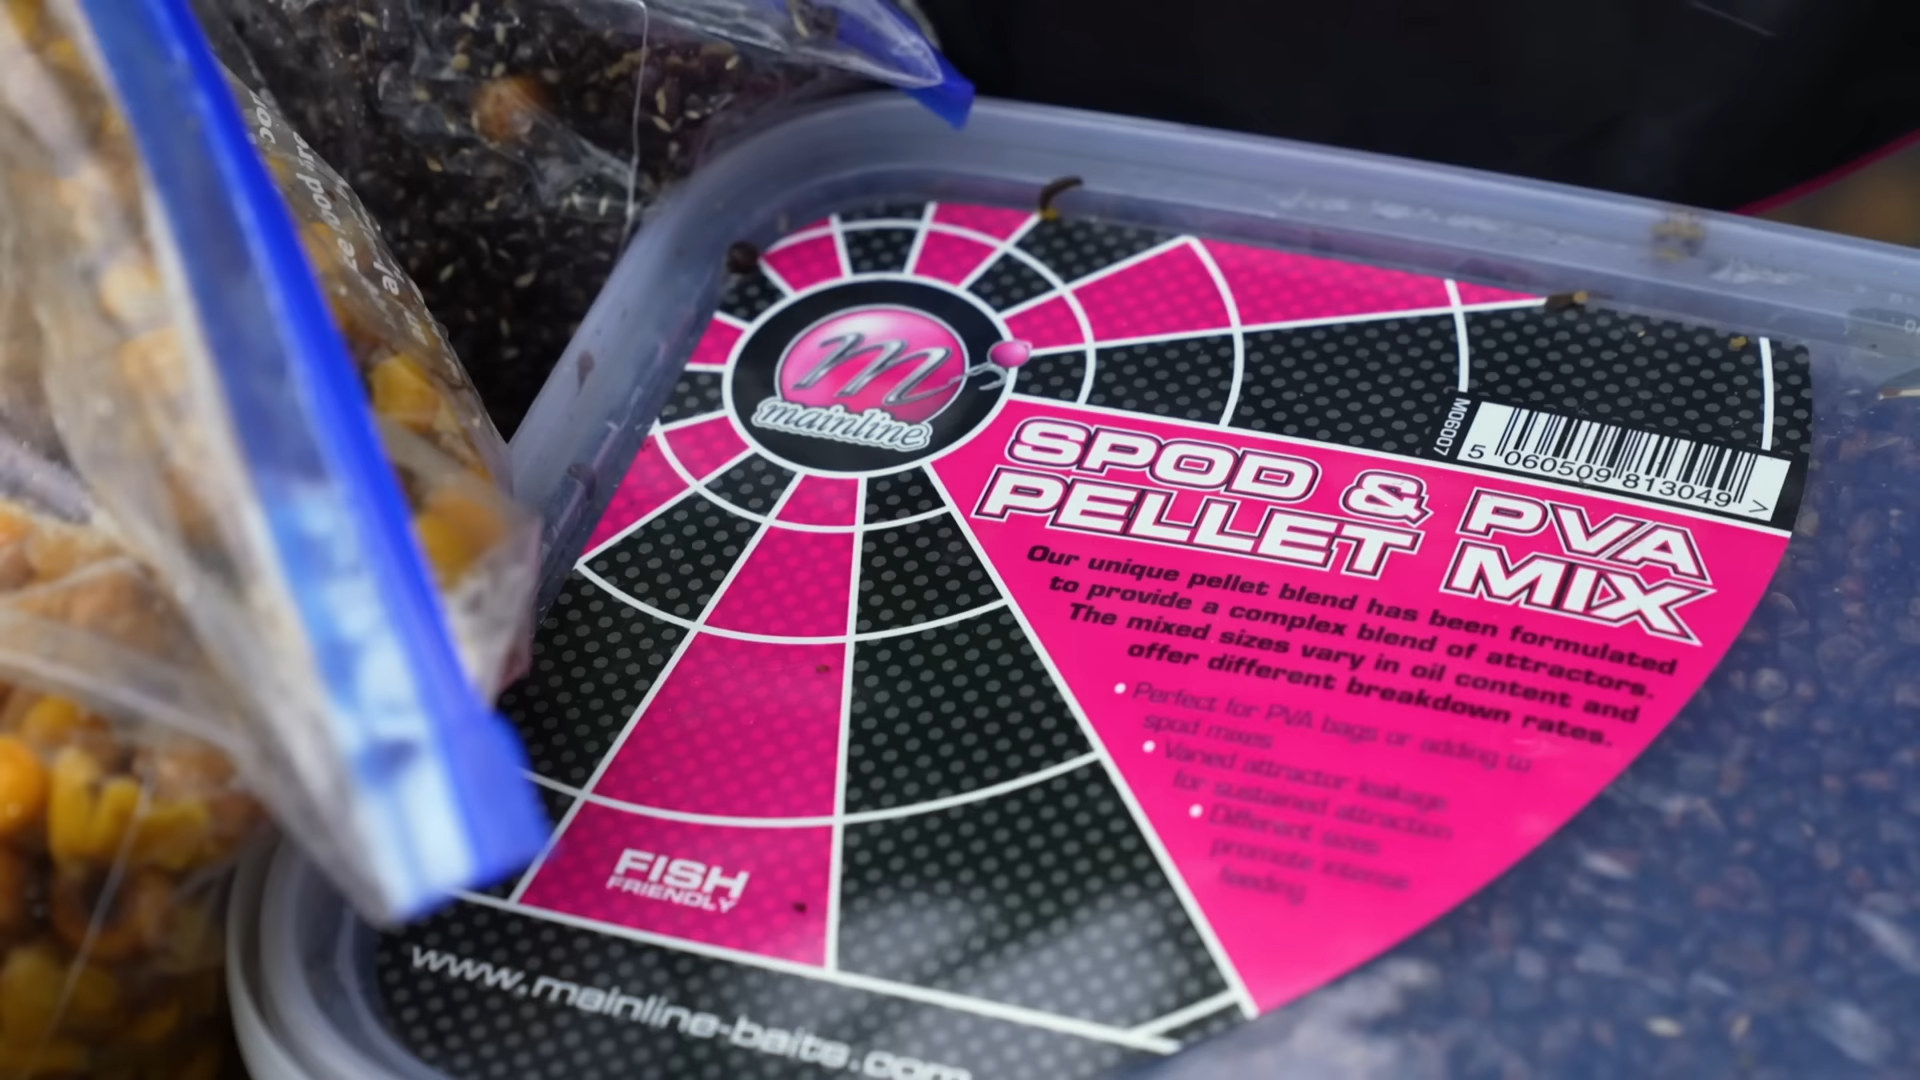 m
mainline
M06007
5 060509 813049 >
SPOD & PVA
PELLET MIX
Our unique pellet blend has been formulated
to provide a complex blend of attractors.
The mixed sizes vary in oil content and
offer different breakdown rates.
• Perfect for PVA bags or adding to
spod mixes
• Varied attractor leakage
for sustained attraction
• Different sizes
promote intense
feeding
FISH
FRIENDLY
www.mainline-baits.com